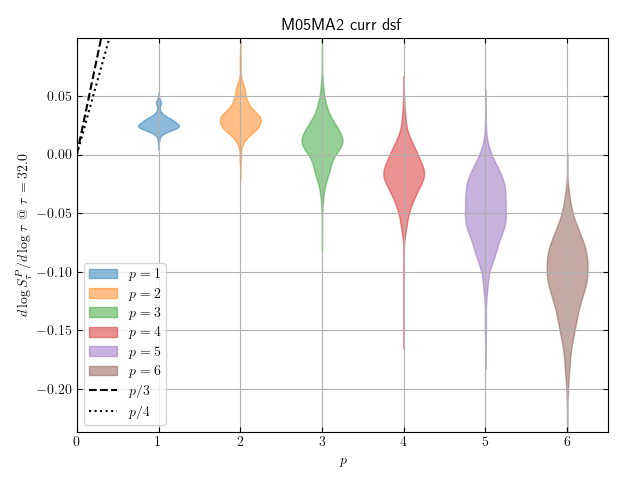 M05MA2 curr dsf
d log S_τ^P / d log τ @ τ = 32.0
0.05
0.00
−0.05
−0.10
−0.15
−0.20
p = 1
p = 2
p = 3
p = 4
p = 5
p = 6
p/3
p/4
0 1 2 3 4 5 6
p